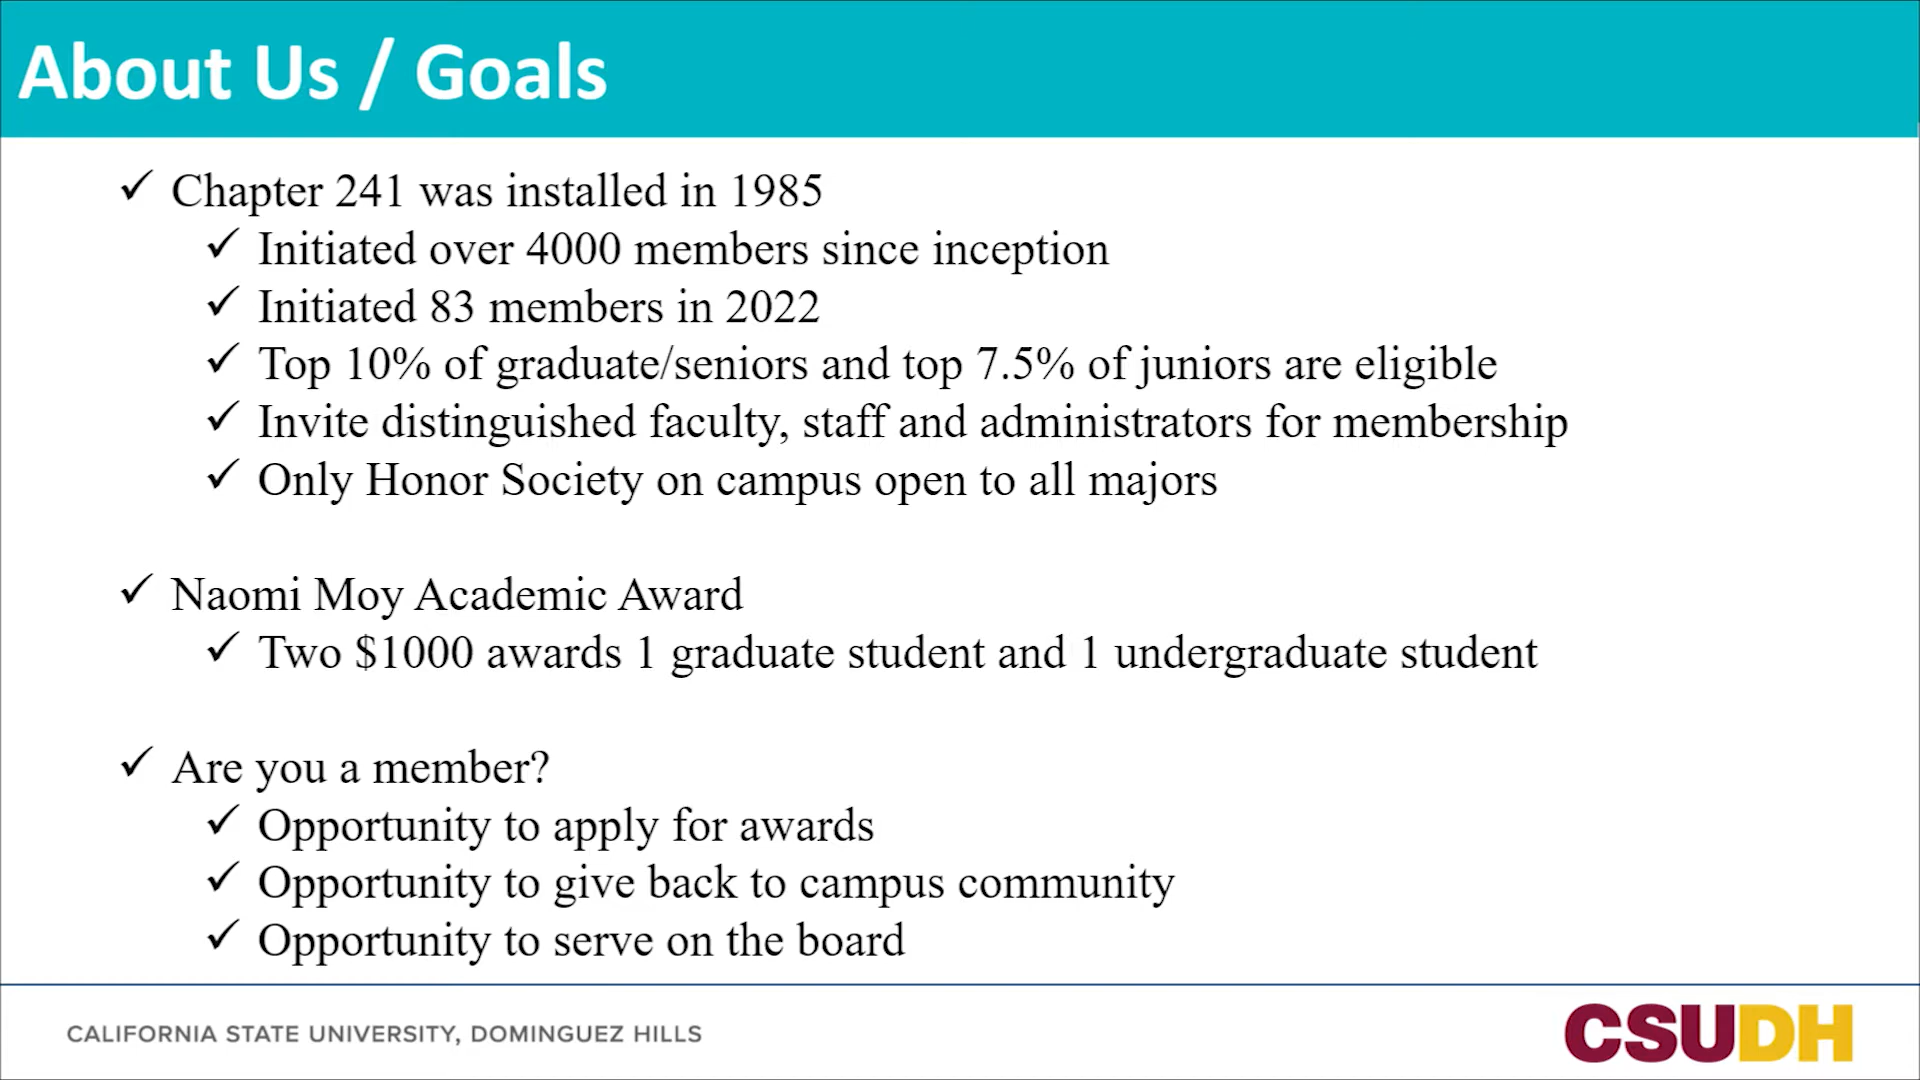 About Us / Goals
✓ Chapter 241 was installed in 1985
✓ Initiated over 4000 members since inception
✓ Initiated 83 members in 2022
✓ Top 10% of graduate/seniors and top 7.5% of juniors are eligible
✓ Invite distinguished faculty, staff and administrators for membership
✓ Only Honor Society on campus open to all majors
✓ Naomi Moy Academic Award
✓ Two $1000 awards 1 graduate student and 1 undergraduate student
✓ Are you a member?
✓ Opportunity to apply for awards
✓ Opportunity to give back to campus community
✓ Opportunity to serve on the board
CALIFORNIA STATE UNIVERSITY, DOMINGUEZ HILLS
CSUDH